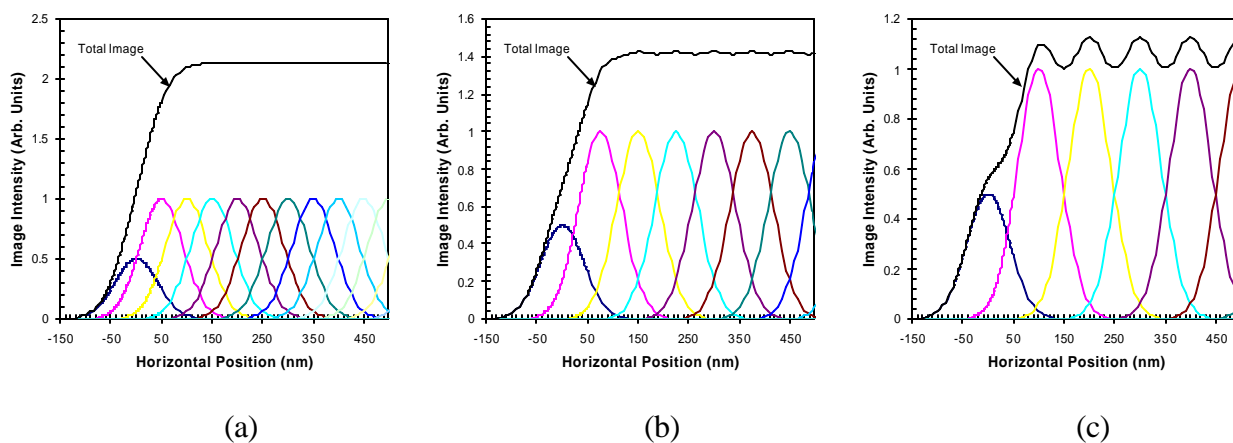 2.5
2
1.5
1
0.5
0
Image Intensity (Arb. Units)
Total Image
-150 -50 50 150 250 350 450
Horizontal Position (nm)
(a)
1.6
1.4
1.2
1
0.8
0.6
0.4
0.2
0
Image Intensity (Arb. Units)
Total Image
-150 -50 50 150 250 350 450
Horizontal Position (nm)
(b)
1.2
1
0.8
0.6
0.4
0.2
0
Image Intensity (Arb. Units)
Total Image
-150 -50 50 150 250 350 450
Horizontal Position (nm)
(c)